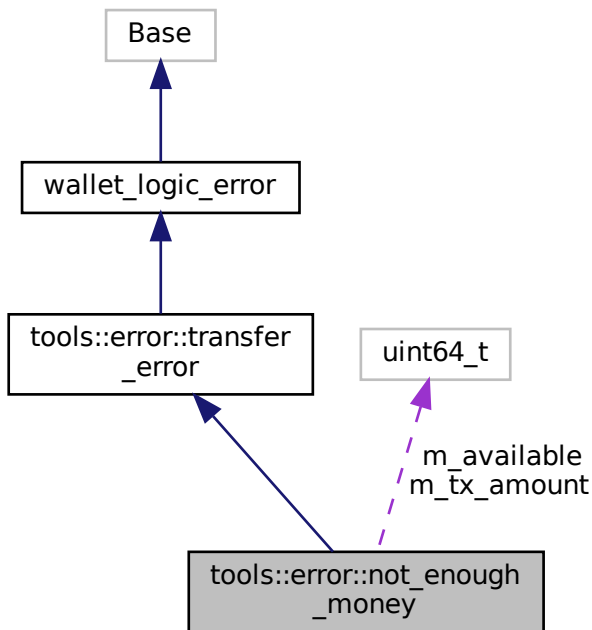 Base
wallet_logic_error
tools::error::transfer
_error
uint64_t
m_available
m_tx_amount
tools::error::not_enough
_money